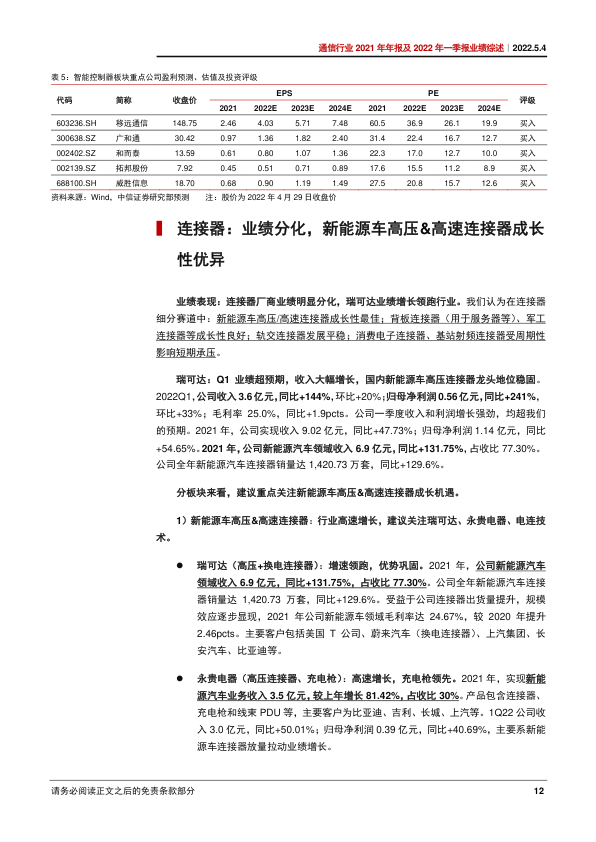 通信行业 2021 年年报及 2022 年一季报业绩综述｜2022.5.4
表 5：智能控制器板块重点公司盈利预测、估值及投资评级
代码 简称 收盘价 EPS PE 评级
2021 2022E 2023E 2024E 2021 2022E 2023E 2024E
603236.SH 移远通信 148.75 2.46 4.03 5.71 7.48 60.5 36.9 26.1 19.9 买入
300638.SZ 广和通 30.42 0.97 1.36 1.82 2.40 31.4 22.4 16.7 12.7 买入
002402.SZ 和而泰 13.59 0.61 0.80 1.07 1.36 22.3 17.0 12.7 10.0 买入
002139.SZ 拓邦股份 7.92 0.45 0.51 0.71 0.89 17.6 15.5 11.2 8.9 买入
688100.SH 威胜信息 18.70 0.68 0.90 1.19 1.49 27.5 20.8 15.7 12.6 买入
资料来源：Wind，中信证券研究部预测 注：股价为 2022 年 4 月 29 日收盘价
连接器：业绩分化，新能源车高压&高速连接器成长
性优异
业绩表现：连接器厂商业绩明显分化，瑞可达业绩增长领跑行业。我们认为在连接器
细分赛道中：新能源车高压/高速连接器成长性最佳；背板连接器（用于服务器等）、军工
连接器等成长性良好；轨交连接器发展平稳；消费电子连接器、基站射频连接器受周期性
影响短期承压。
瑞可达：Q1 业绩超预期，收入大幅增长，国内新能源车高压连接器龙头地位稳固。
2022Q1，公司收入 3.6 亿元，同比+144%，环比+20%；归母净利润 0.56 亿元，同比+241%，
环比+33%；毛利率 25.0%，同比+1.9pcts。公司一季度收入和利润增长强劲，均超我们
的预期。2021 年，公司实现收入 9.02 亿元，同比+47.73%；归母净利润 1.14 亿元，同比
+54.65%。2021 年，公司新能源汽车领域收入 6.9 亿元，同比+131.75%，占收比 77.30%。
公司全年新能源汽车连接器销量达 1,420.73 万套，同比+129.6%。
分板块来看，建议重点关注新能源车高压&高速连接器成长机遇。
1）新能源车高压&高速连接器：行业高速增长，建议关注瑞可达、永贵电器、电连技
术。
● 瑞可达（高压+换电连接器）：增速领跑，优势巩固。2021 年，公司新能源汽车
领域收入 6.9 亿元，同比+131.75%，占收比 77.30%。公司全年新能源汽车连接
器销量达 1,420.73 万套，同比+129.6%。受益于公司连接器出货量提升，规模
效应逐步显现，2021 公司新能源车领域毛利率达 24.67%，较 2020 年提升
2.46pcts。主要客户包括美国 T 公司、蔚来汽车（换电连接器）、上汽集团、长
安汽车、比亚迪等。
● 永贵电器（高压连接器、充电枪）：高速增长，充电枪领先。2021 年，实现新能
源汽车业务收入 3.5 亿元，较上年增长 81.42%，占收比 30%。产品包含连接器、
充电枪和线束 PDU 等，主要客户为比亚迪、吉利、长城、上汽等。1Q22 公司收
入 3.0 亿元，同比+50.01%；归母净利润 0.39 亿元，同比+40.69%，主要系新能
源车连接器放量拉动业绩增长。
请务必阅读正文之后的免责条款部分 12